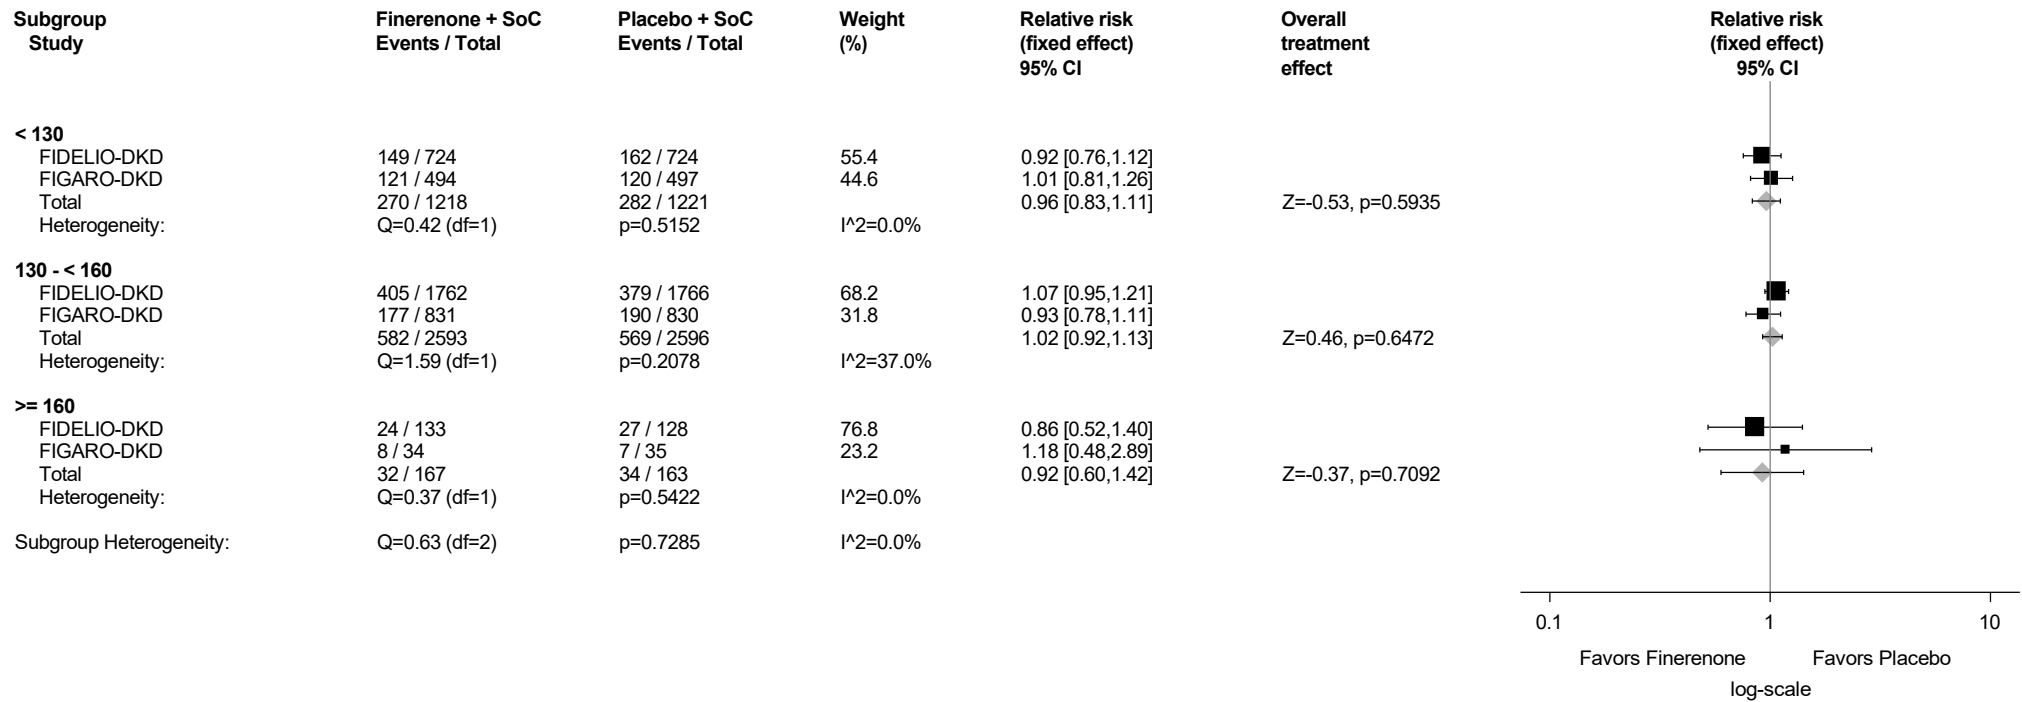 Subgroup Finerenone + SoC Placebo + SoC Weight Relative risk Overall Relative risk
Study Events / Total Events / Total (%) (fixed effect) treatment (fixed effect)
95% CI effect 95% CI
< 130
FIDELIO-DKD 149 / 724 162 / 724 55.4 0.92 [0.76,1.12]
FIGARO-DKD 121 / 494 120 / 497 44.6 1.01 [0.81,1.26]
Total 270 / 1218 282 / 1221 0.96 [0.83,1.11] Z=-0.53, p=0.5935
Heterogeneity: Q=0.42 (df=1) p=0.5152 I^2=0.0%
130 - < 160
FIDELIO-DKD 405 / 1762 379 / 1766 68.2 1.07 [0.95,1.21]
FIGARO-DKD 177 / 831 190 / 830 31.8 0.93 [0.78,1.11]
Total 582 / 2593 569 / 2596 1.02 [0.92,1.13] Z=0.46, p=0.6472
Heterogeneity: Q=1.59 (df=1) p=0.2078 I^2=37.0%
>= 160
FIDELIO-DKD 24 / 133 27 / 128 76.8 0.86 [0.52,1.40]
FIGARO-DKD 8 / 34 7 / 35 23.2 1.18 [0.48,2.89]
Total 32 / 167 34 / 163 0.92 [0.60,1.42] Z=-0.37, p=0.7092
Heterogeneity: Q=0.37 (df=1) p=0.5422 I^2=0.0%
Subgroup Heterogeneity: Q=0.63 (df=2) p=0.7285 I^2=0.0%
0.1 1 10
Favors Finerenone Favors Placebo
log-scale